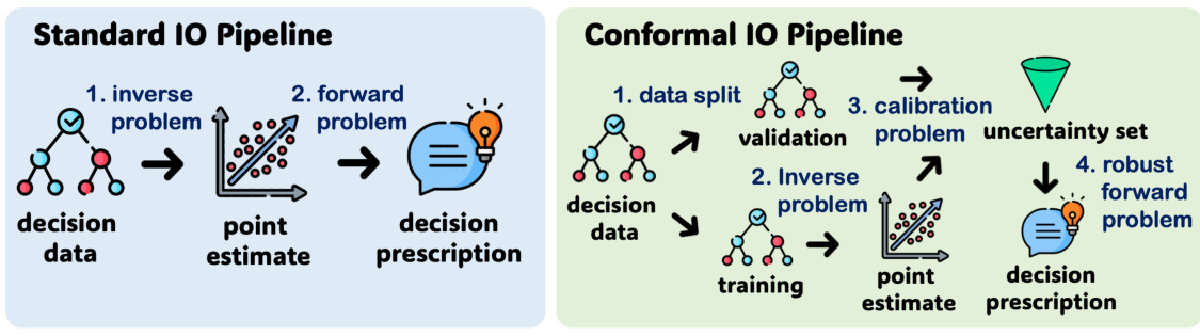 Standard IO Pipeline
1. inverse
problem
2. forward
problem
decision
data
point
estimate
decision
prescription
Conformal IO Pipeline
1. data split
validation
3. calibration
problem
uncertainty set
decision
data
2. Inverse
problem
training
point
estimate
4. robust
forward
problem
decision
prescription